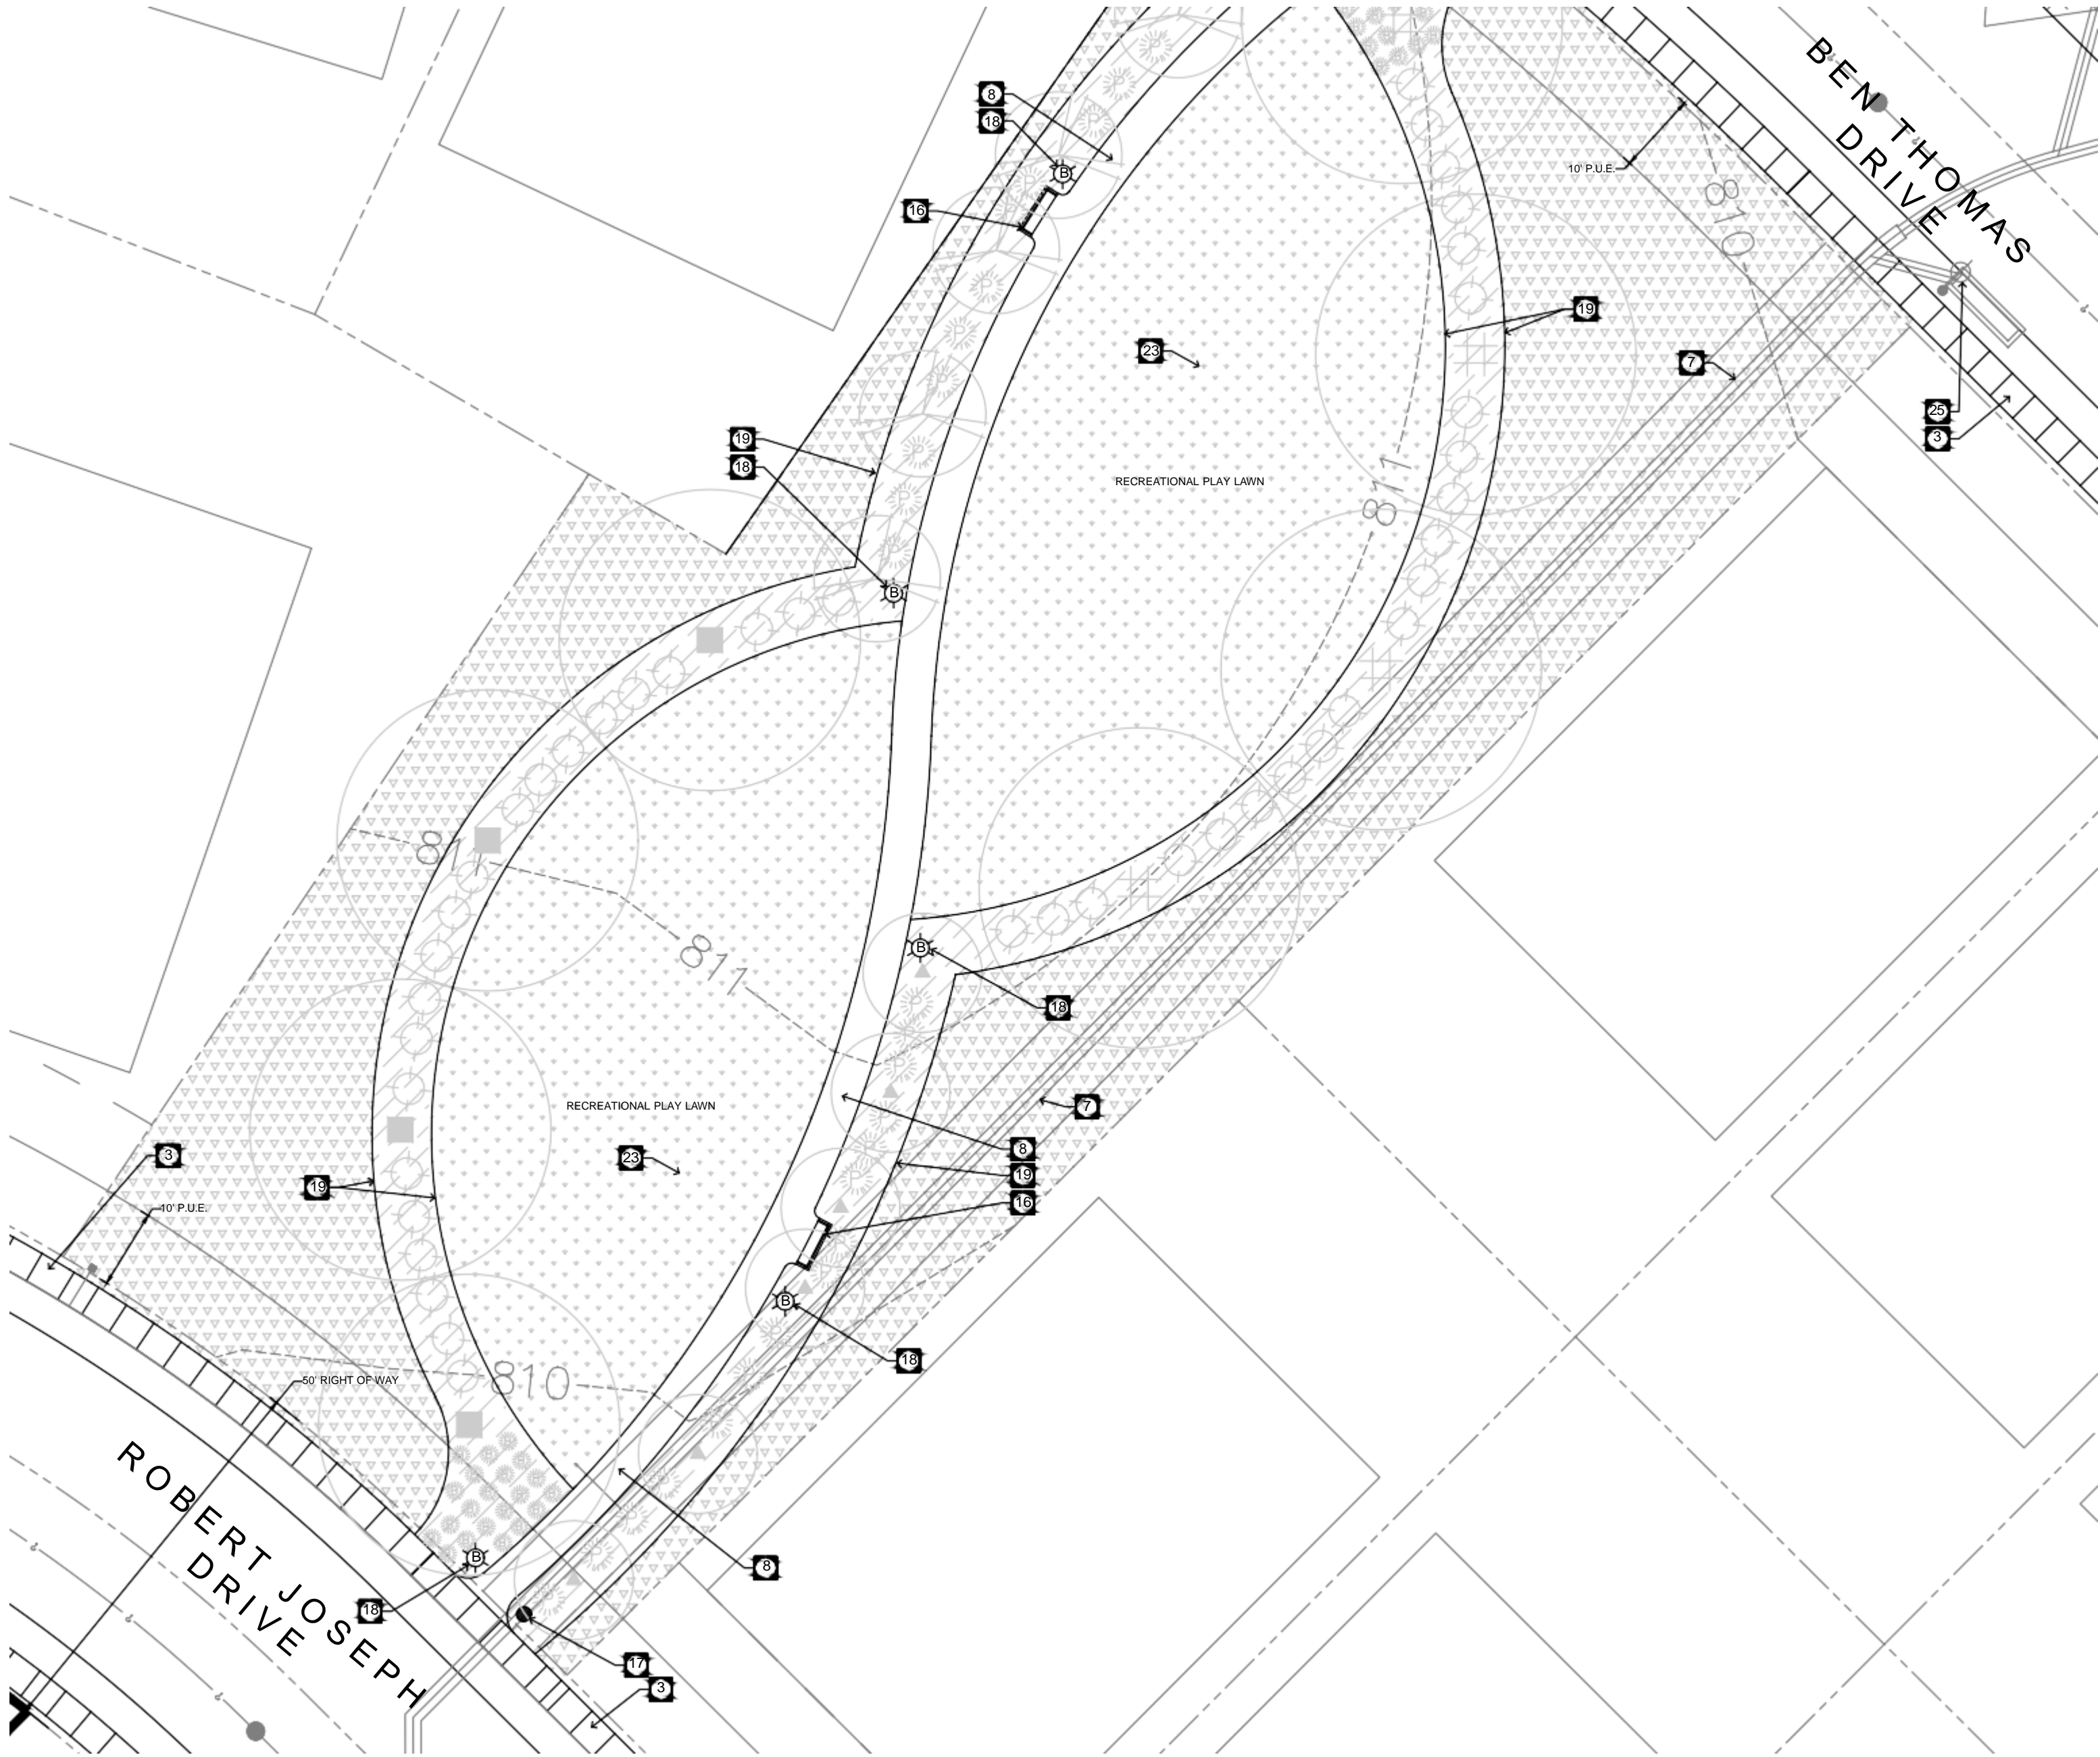 BEN THOMAS
DRIVE
8
18
B
10' P.U.E.
810
16
19
23
7
25
3
19
18
RECREATIONAL PLAY LAWN
811
B
811
811
B
18
8
7
RECREATIONAL PLAY LAWN
19
16
3
23
19
10' P.U.E.
B
18
810
50' RIGHT OF WAY
ROBERT JOSEPH
DRIVE
B
8
18
17
3